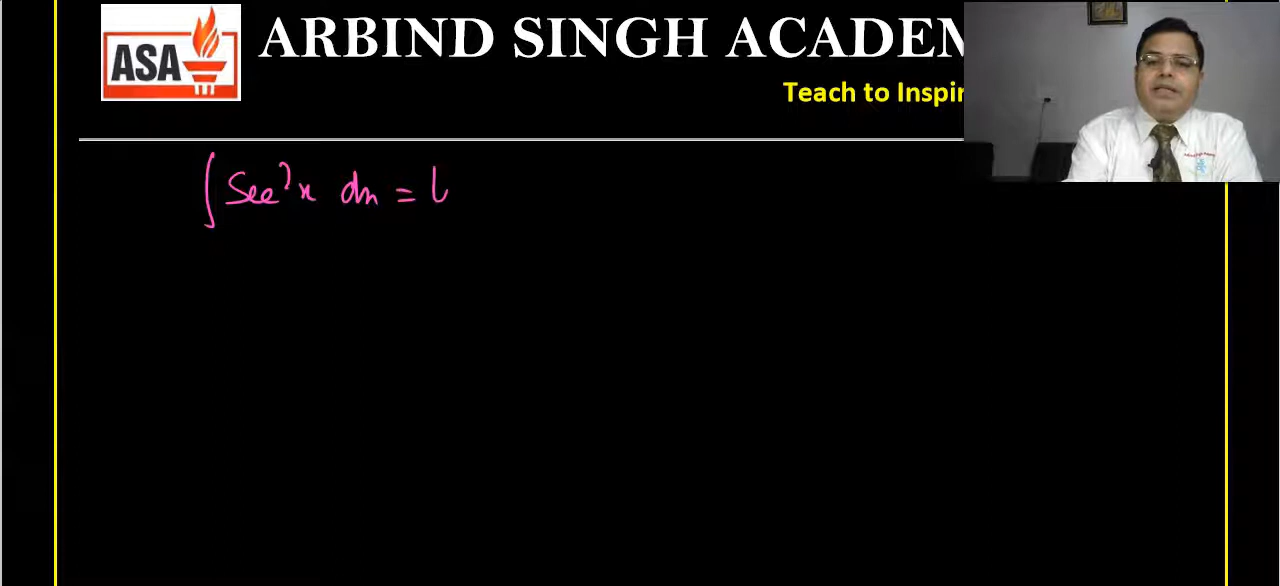 ASA
ARBIND SINGH ACADEM
Teach to Inspir
∫ Sec²x dx = t